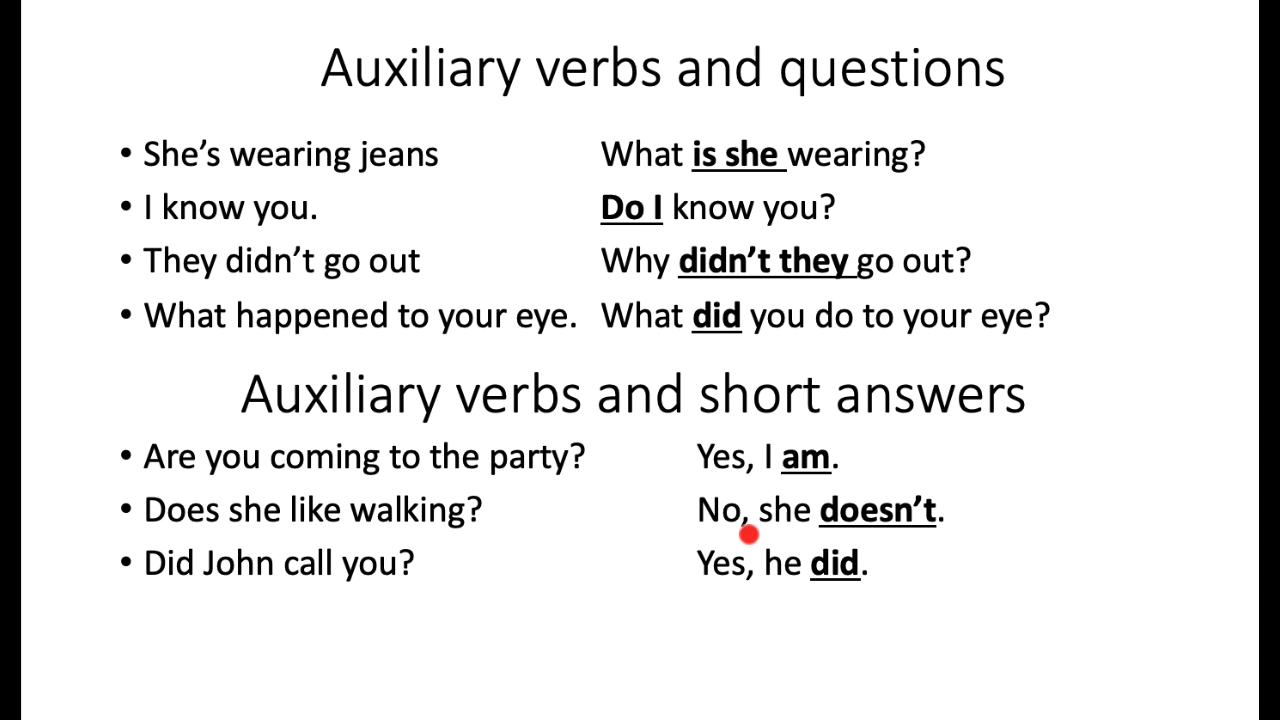 Auxiliary verbs and questions
• She’s wearing jeans What is she wearing?
• I know you. Do I know you?
• They didn’t go out Why didn’t they go out?
• What happened to your eye. What did you do to your eye?
Auxiliary verbs and short answers
• Are you coming to the party? Yes, I am.
• Does she like walking? No, she doesn’t.
• Did John call you? Yes, he did.